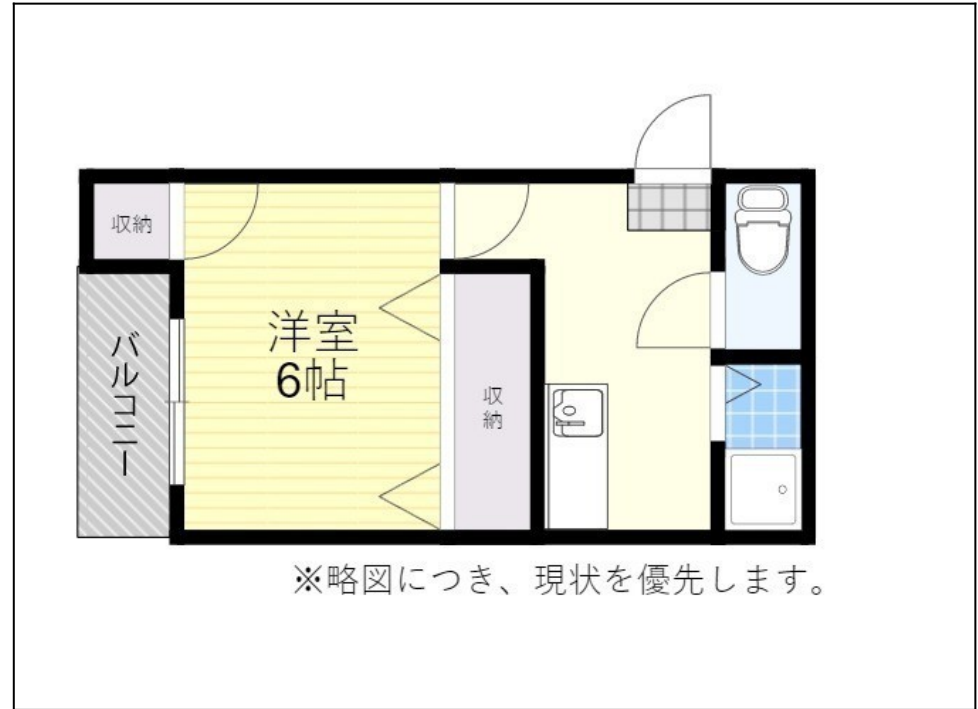 収納
洋室
6帖
バルコニー
収納
※略図につき、現状を優先します。